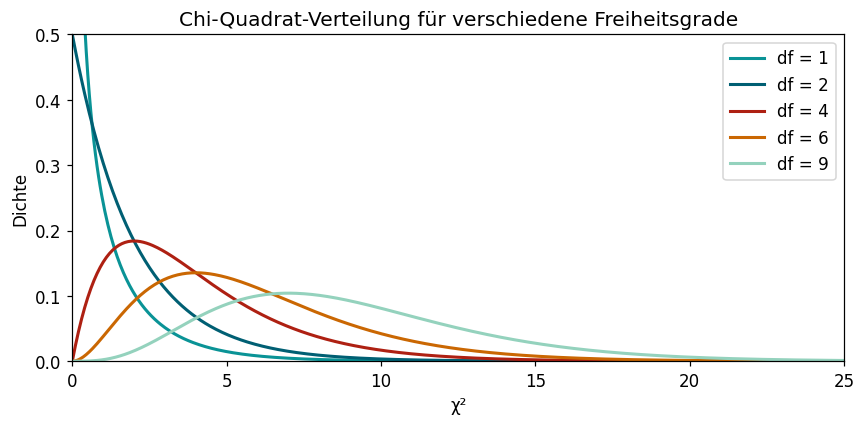 Chi-Quadrat-Verteilung für verschiedene Freiheitsgrade
0.5
0.4
0.3
0.2
0.1
0.0
Dichte
df = 1
df = 2
df = 4
df = 6
df = 9
0 5 10 15 20 25
χ²